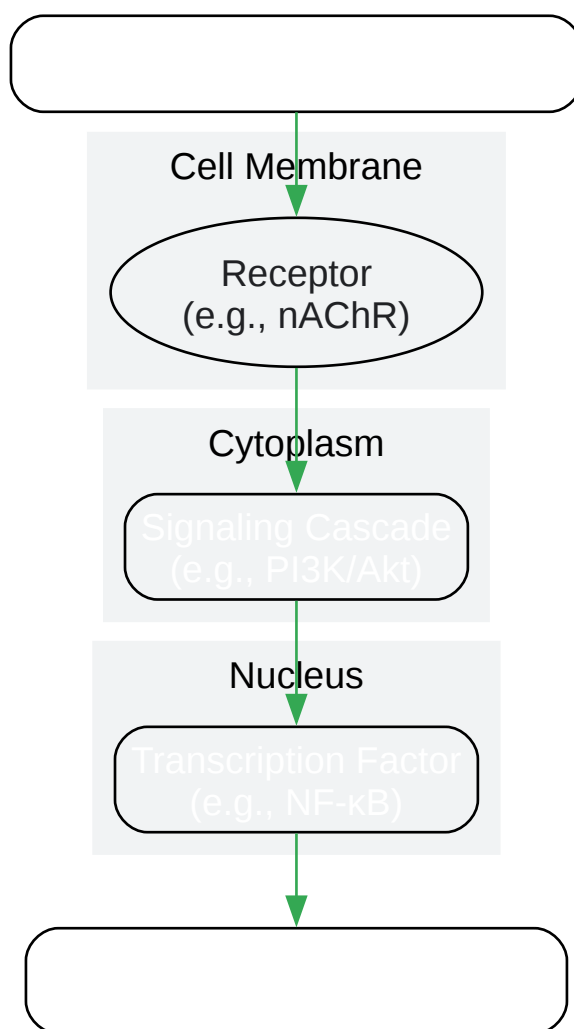 Cell Membrane
Receptor
(e.g., nAChR)
Cytoplasm
Signaling Cascade
(e.g., PI3K/Akt)
Nucleus
Transcription Factor
(e.g., NF-κB)